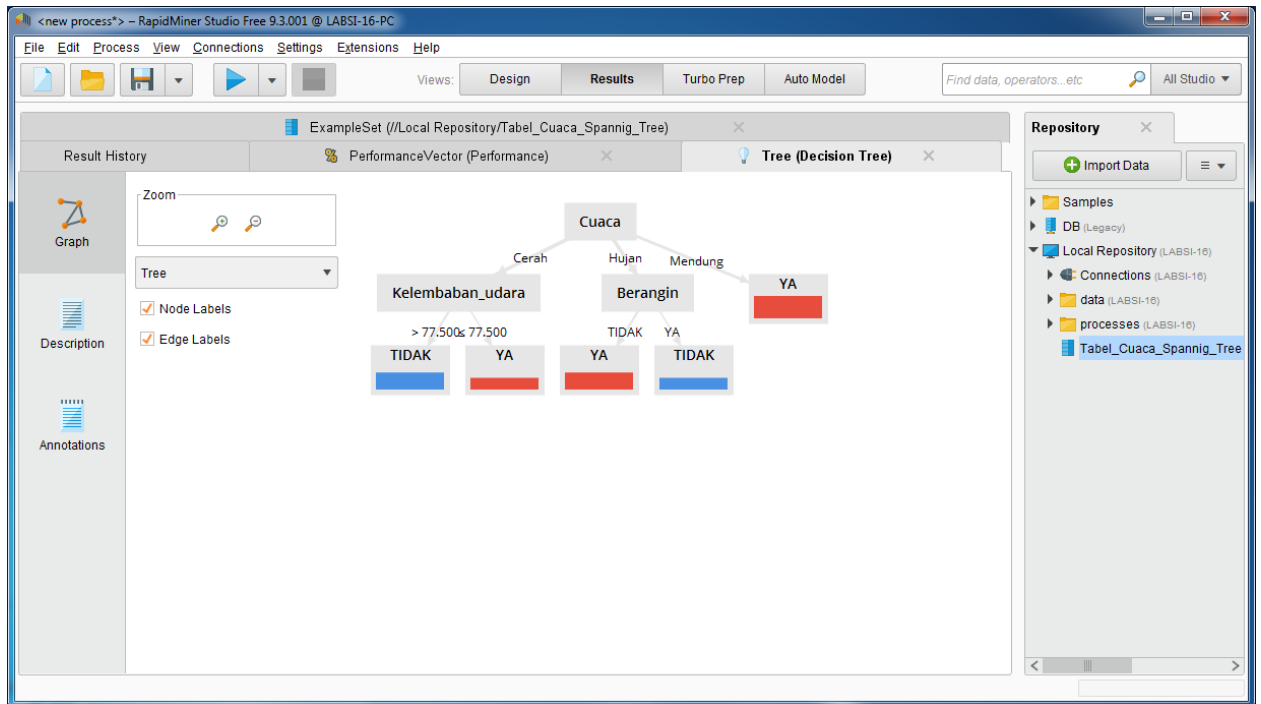 <new process*> – RapidMiner Studio Free 9.3.001 @ LABSI-16-PC
File Edit Process View Connections Settings Extensions Help
Views: Design Results Turbo Prep Auto Model Find data, operators...etc All Studio
ExampleSet (//Local Repository/Tabel_Cuaca_Spannig_Tree)
Result History PerformanceVector (Performance) Tree (Decision Tree)
Graph
Description
Annotations
Zoom
Tree
Node Labels
Edge Labels
Cuaca
Cerah Hujan Mendung
Kelembaban_udara Berangin YA
> 77.500 ≤ 77.500 TIDAK YA
TIDAK YA YA TIDAK
Repository
Import Data
Samples
DB (Legacy)
Local Repository (LABSI-16)
Connections (LABSI-16)
data (LABSI-16)
processes (LABSI-16)
Tabel_Cuaca_Spannig_Tree